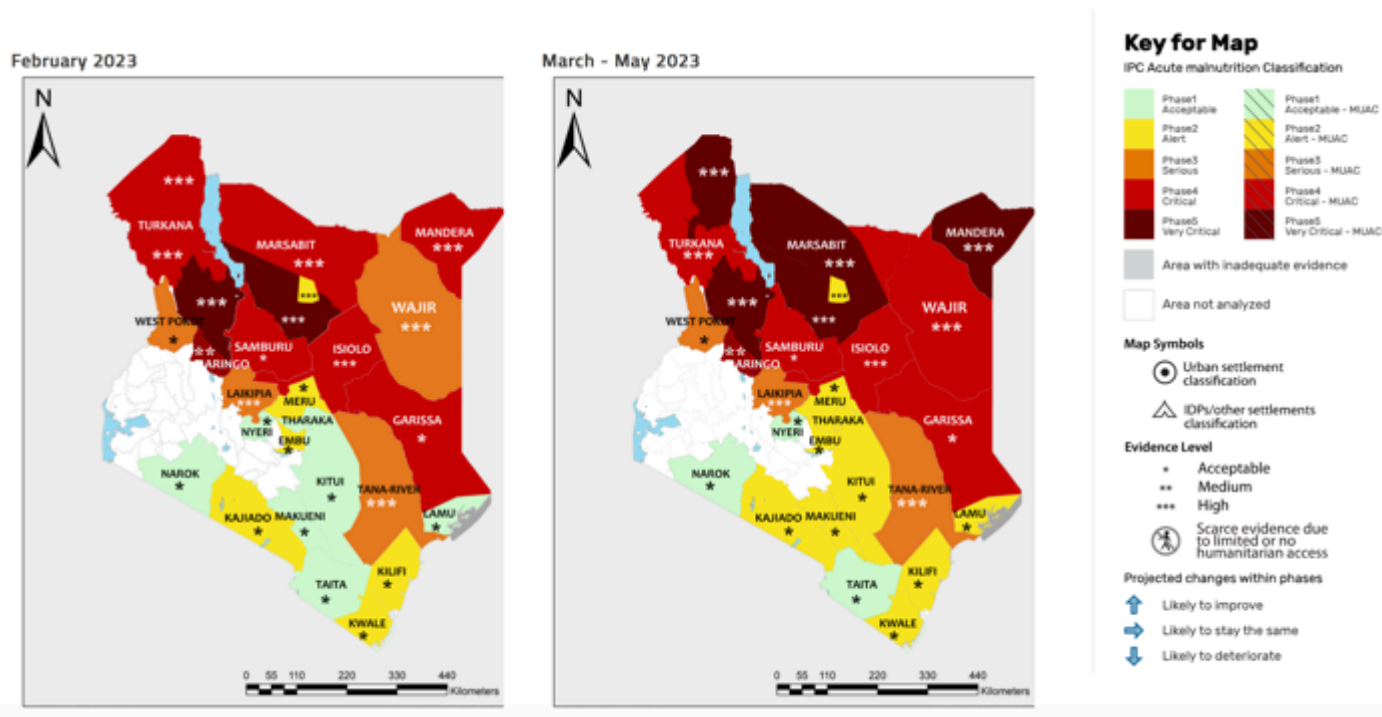 February 2023
N
***
TURKANA
***
MARSABIT
***
MANDERA
***
***
***
***
WAJIR
***
WEST POKOT
*
**
ARINGO
SAMBURU
*
ISIOLO
***
LAIKIPIA
***
*
MERU
NYERI
*
THARAKA
EMBU
*
GARISSA
*
NAROK
*
KITUI
*
TANA-RIVER
***
KAJIADO
*
MAKUENI
*
LAMU
*
TAITA
*
KILIFI
*
KWALE
*
0 55 110 220 330 440
Kilometers
March - May 2023
N
***
TURKANA
***
MARSABIT
***
MANDERA
***
***
***
***
WAJIR
***
WEST POKOT
*
**
ARINGO
SAMBURU
*
ISIOLO
***
LAIKIPIA
***
*
MERU
NYERI
*
THARAKA
EMBU
*
GARISSA
*
NAROK
*
KITUI
*
TANA-RIVER
***
KAJIADO
*
MAKUENI
*
LAMU
*
TAITA
*
KILIFI
*
KWALE
*
0 55 110 220 330 440
Kilometers
Key for Map
IPC Acute malnutrition Classification
Phase1
Acceptable
Phase1
Acceptable - MUAC
Phase2
Alert
Phase2
Alert - MUAC
Phase3
Serious
Phase3
Serious - MUAC
Phase4
Critical
Phase4
Critical - MUAC
Phase5
Very Critical
Phase5
Very Critical - MUAC
Area with inadequate evidence
Area not analyzed
Map Symbols
Urban settlement
classification
IDPs/other settlements
classification
Evidence Level
* Acceptable
** Medium
*** High
Scarce evidence due
to limited or no
humanitarian access
Projected changes within phases
Likely to improve
Likely to stay the same
Likely to deteriorate